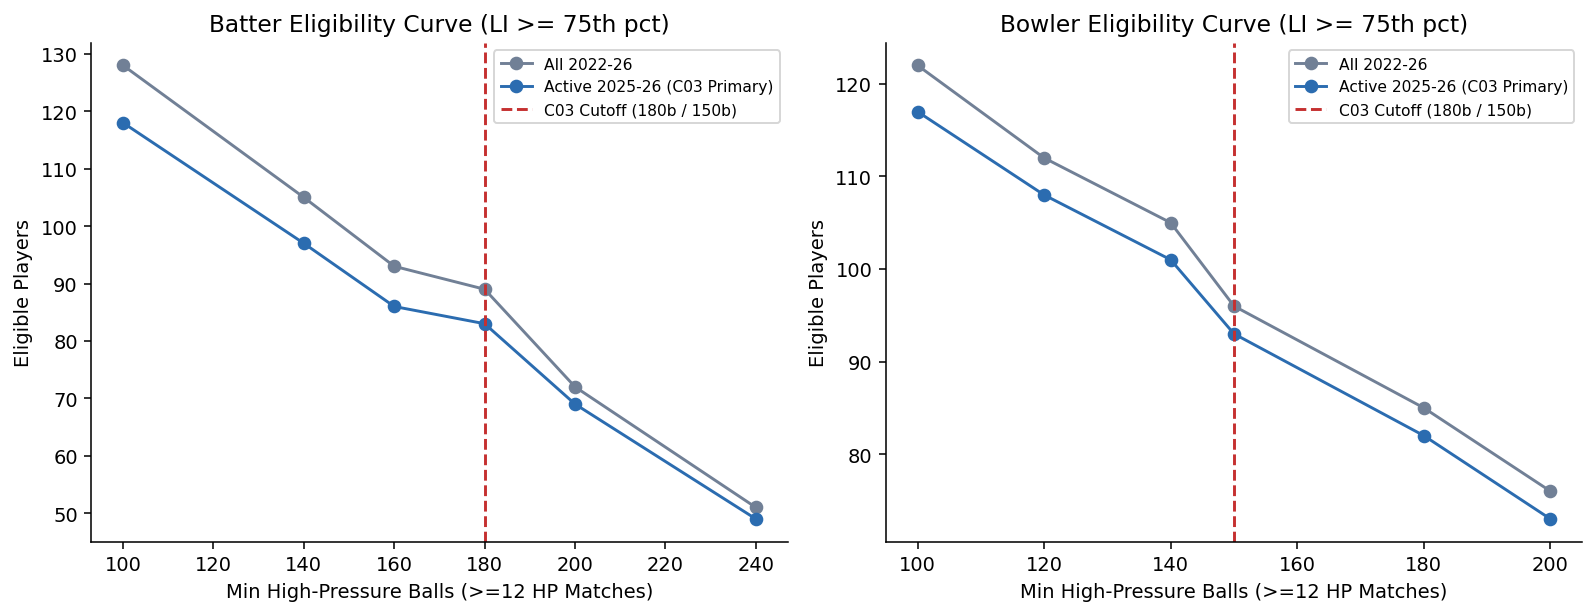 Batter Eligibility Curve (LI >= 75th pct)
Eligible Players
130
120
110
100
90
80
70
60
50
All 2022-26
Active 2025-26 (C03 Primary)
C03 Cutoff (180b / 150b)
100 120 140 160 180 200 220 240
Min High-Pressure Balls (>=12 HP Matches)
Bowler Eligibility Curve (LI >= 75th pct)
Eligible Players
120
110
100
90
80
All 2022-26
Active 2025-26 (C03 Primary)
C03 Cutoff (180b / 150b)
100 120 140 160 180 200
Min High-Pressure Balls (>=12 HP Matches)